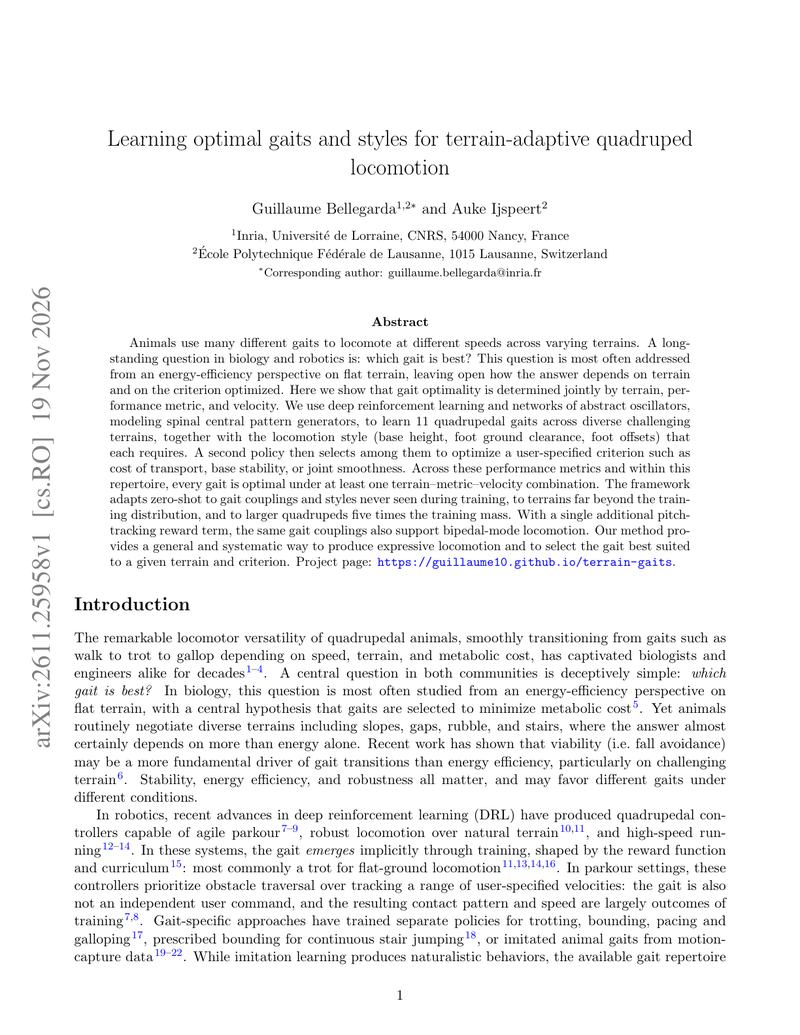 Learning optimal gaits and styles for terrain-adaptive quadruped
locomotion
Guillaume Bellegarda1,2* and Auke Ijspeert2
1Inria, Université de Lorraine, CNRS, 54000 Nancy, France
2École Polytechnique Fédérale de Lausanne, 1015 Lausanne, Switzerland
*Corresponding author: guillaume.bellegarda@inria.fr
arXiv:2611.25958v1 [cs.RO] 19 Nov 2026
Abstract
Animals use many different gaits to locomote at different speeds across varying terrains. A long-
standing question in biology and robotics is: which gait is best? This question is most often addressed
from an energy-efficiency perspective on flat terrain, leaving open how the answer depends on terrain
and on the criterion optimized. Here we show that gait optimality is determined jointly by terrain, per-
formance metric, and velocity. We use deep reinforcement learning and networks of abstract oscillators,
modeling spinal central pattern generators, to learn 11 quadrupedal gaits across diverse challenging
terrains, together with the locomotion style (base height, foot ground clearance, foot offsets) that
each requires. A second policy then selects among them to optimize a user-specified criterion such as
cost of transport, base stability, or joint smoothness. Across these performance metrics and within this
repertoire, every gait is optimal under at least one terrain–metric–velocity combination. The framework
adapts zero-shot to gait couplings and styles never seen during training, to terrains far beyond the train-
ing distribution, and to larger quadrupeds five times the training mass. With a single additional pitch-
tracking reward term, the same gait couplings also support bipedal-mode locomotion. Our method pro-
vides a general and systematic way to produce expressive locomotion and to select the gait best suited
to a given terrain and criterion. Project page: https://guillaume10.github.io/terrain-gaits.
Introduction
The remarkable locomotor versatility of quadrupedal animals, smoothly transitioning from gaits such as
walk to trot to gallop depending on speed, terrain, and metabolic cost, has captivated biologists and
engineers alike for decades1–4. A central question in both communities is deceptively simple: which
gait is best? In biology, this question is most often studied from an energy-efficiency perspective on
flat terrain, with a central hypothesis that gaits are selected to minimize metabolic cost5. Yet animals
routinely negotiate diverse terrains including slopes, gaps, rubble, and stairs, where the answer almost
certainly depends on more than energy alone. Recent work has shown that viability (i.e. fall avoidance)
may be a more fundamental driver of gait transitions than energy efficiency, particularly on challenging
terrain6. Stability, energy efficiency, and robustness all matter, and may favor different gaits under
different conditions.
In robotics, recent advances in deep reinforcement learning (DRL) have produced quadrupedal con-
trollers capable of agile parkour7–9, robust locomotion over natural terrain10,11, and high-speed run-
ning12–14. In these systems, the gait emerges implicitly through training, shaped by the reward function
and curriculum15: most commonly a trot for flat-ground locomotion11,13,14,16. In parkour settings, these
controllers prioritize obstacle traversal over tracking a range of user-specified velocities: the gait is also
not an independent user command, and the resulting contact pattern and speed are largely outcomes of
training7,8. Gait-specific approaches have trained separate policies for trotting, bounding, pacing and
galloping17, prescribed bounding for continuous stair jumping18, or imitated animal gaits from motion-
capture data19–22. While imitation learning produces naturalistic behaviors, the available gait repertoire
1